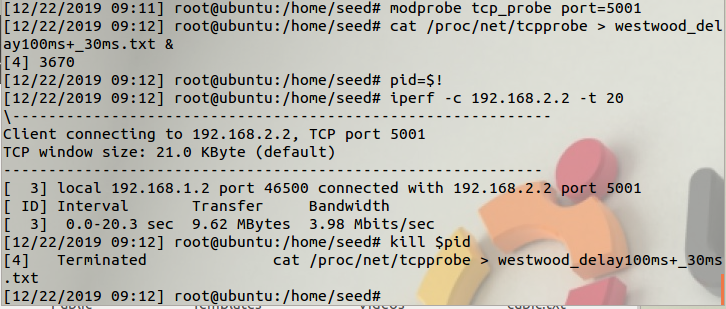 [12/22/2019 09:11] root@ubuntu:/home/seed# modprobe tcp_probe port=5001
[12/22/2019 09:12] root@ubuntu:/home/seed# cat /proc/net/tcpprobe > westwood_del
ay100ms+_30ms.txt &
[4] 3670
[12/22/2019 09:12] root@ubuntu:/home/seed# pid=$!
[12/22/2019 09:12] root@ubuntu:/home/seed# iperf -c 192.168.2.2 -t 20
\-----------------------------------------------------------
Client connecting to 192.168.2.2, TCP port 5001
TCP window size: 21.0 KByte (default)
------------------------------------------------------------
[  3] local 192.168.1.2 port 46500 connected with 192.168.2.2 port 5001
[ ID] Interval       Transfer     Bandwidth
[  3]  0.0-20.3 sec  9.62 MBytes  3.98 Mbits/sec
[12/22/2019 09:12] root@ubuntu:/home/seed# kill $pid
[4]   Terminated              cat /proc/net/tcpprobe > westwood_delay100ms+_30ms
.txt
[12/22/2019 09:12] root@ubuntu:/home/seed#